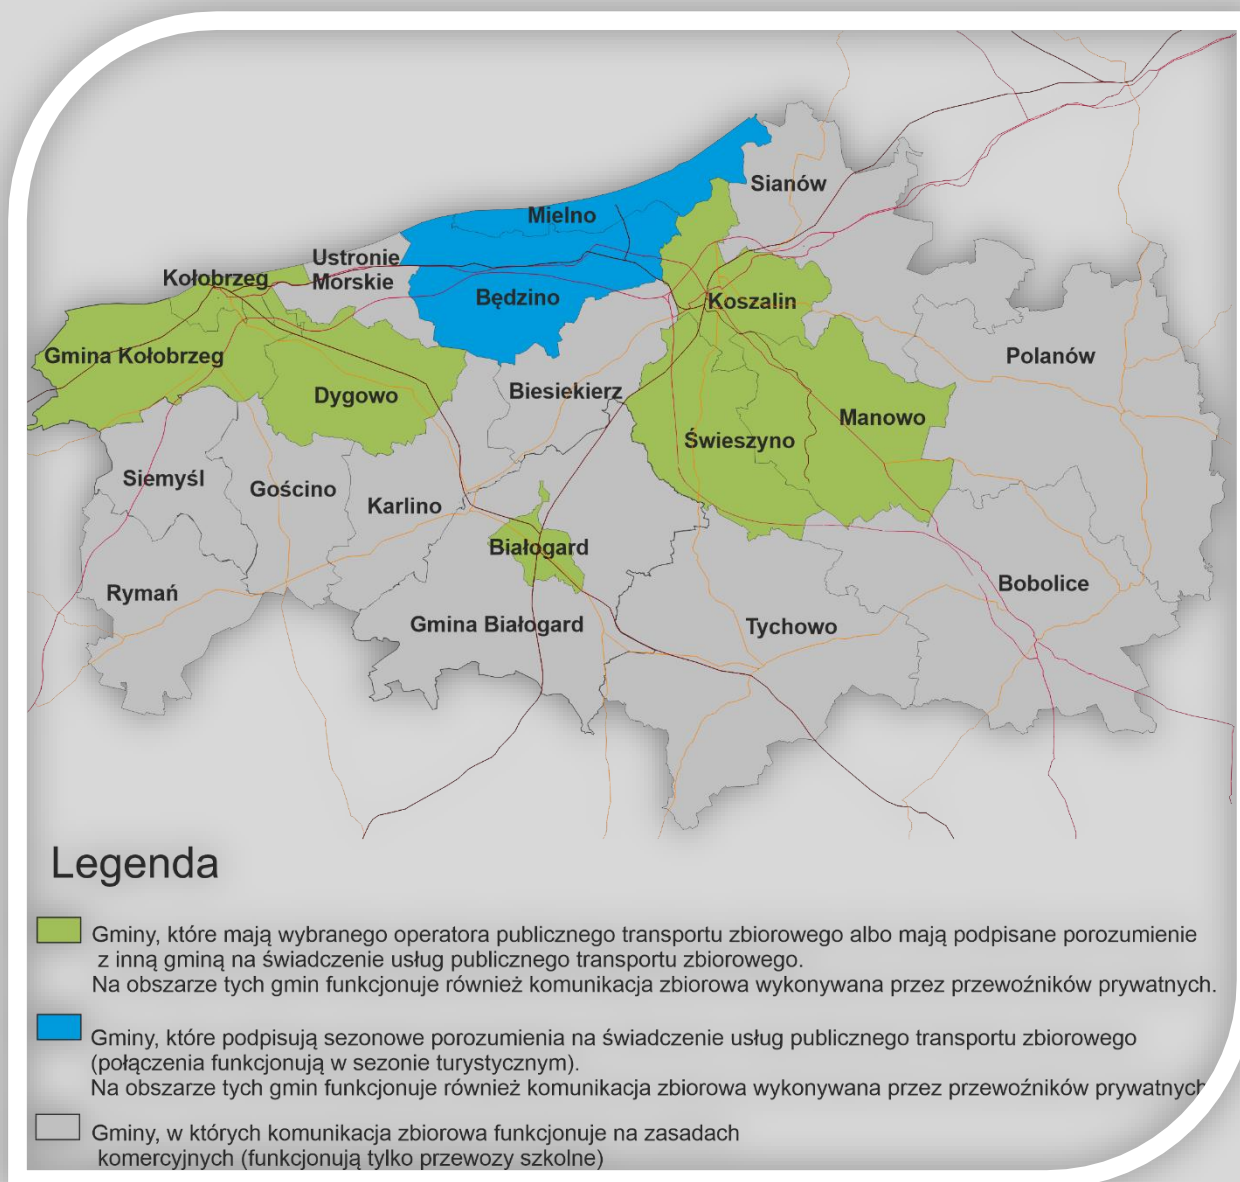 Sianów
Mielno
Ustronie
Morskie
Kołobrzeg
Będzino
Koszalin
Gmina Kołobrzeg
Polanów
Dygowo
Biesiekierz
Manowo
Świeszyno
Siemyśl
Gościno
Karlino
Białogard
Rymań
Bobolice
Gmina Białogard
Tychowo
Legenda
Gminy, które mają wybranego operatora publicznego transportu zbiorowego albo mają podpisane porozumienie
z inną gminą na świadczenie usług publicznego transportu zbiorowego.
Na obszarze tych gmin funkcjonuje również komunikacja zbiorowa wykonywana przez przewoźników prywatnych.
Gminy, które podpisują sezonowe porozumienia na świadczenie usług publicznego transportu zbiorowego
(połączenia funkcjonują w sezonie turystycznym).
Na obszarze tych gmin funkcjonuje również komunikacja zbiorowa wykonywana przez przewoźników prywatnych
Gminy, w których komunikacja zbiorowa funkcjonuje na zasadach
komercyjnych (funkcjonują tylko przewozy szkolne)